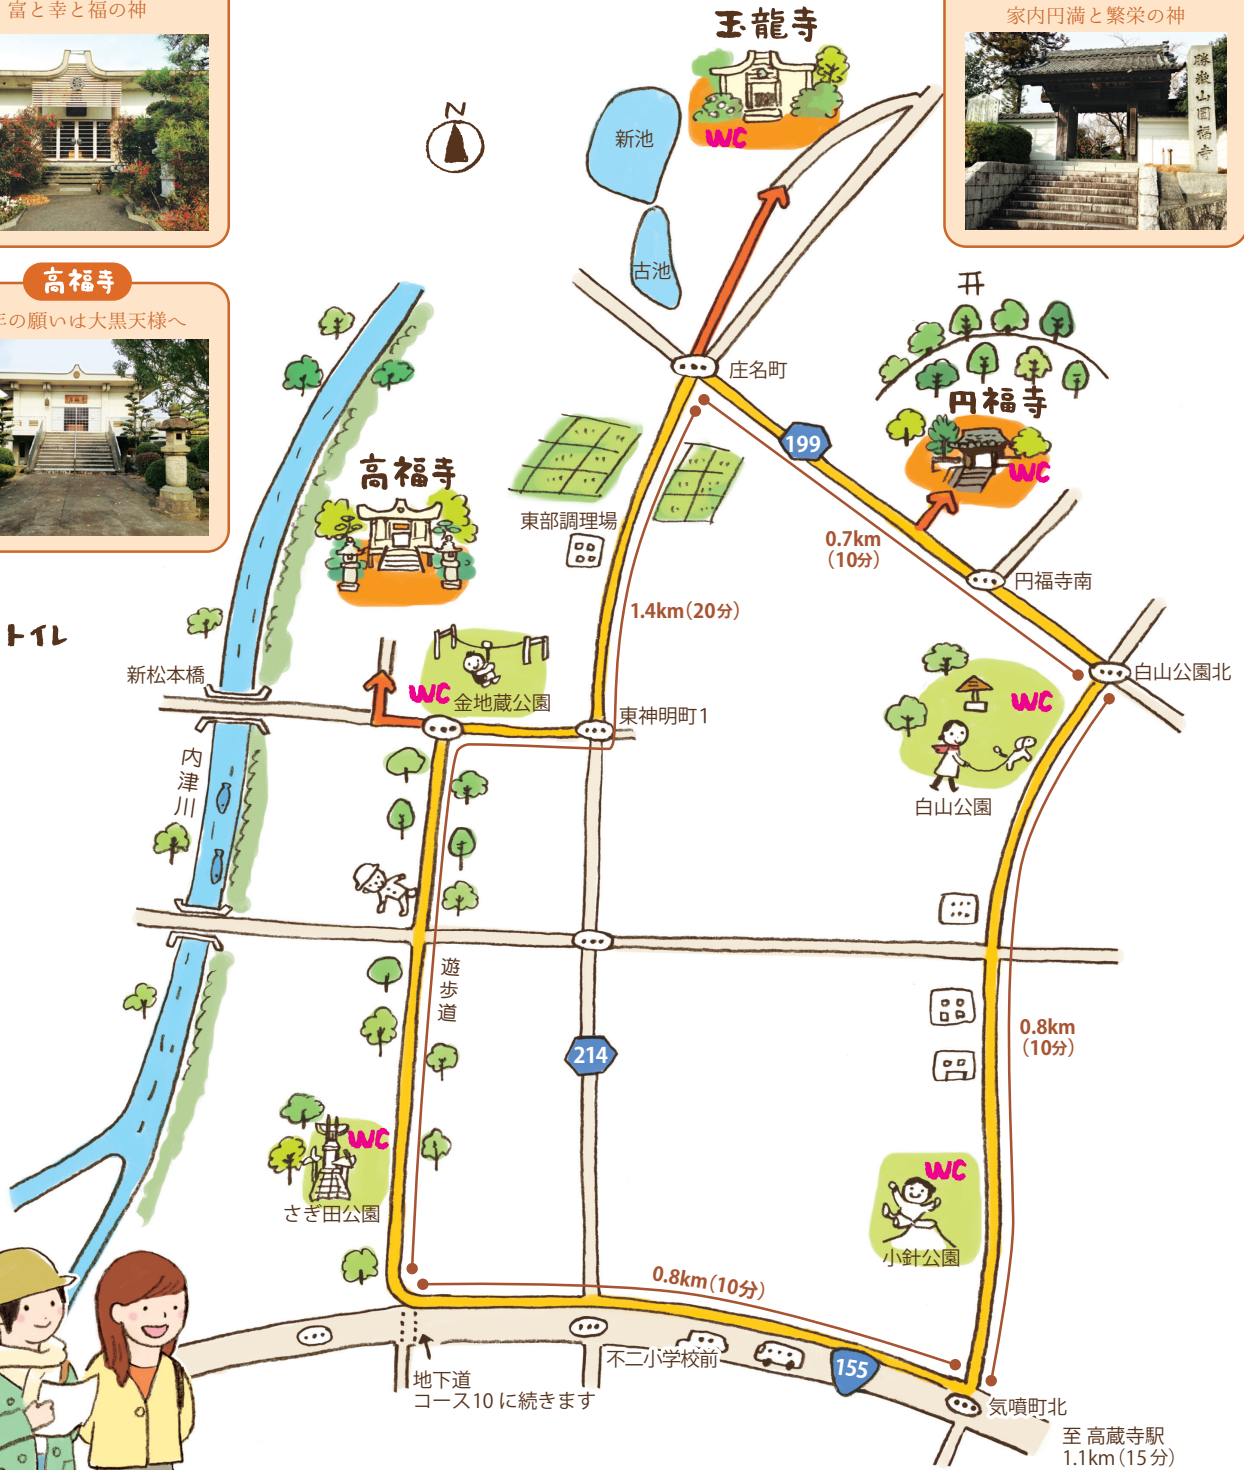 富と幸と福の神
高福寺
の願いは大黒天様へ
トイレ
玉龍寺
WC
N
新池
古池
家内円満と繁栄の神
勝嶽山圓福寺
庄名町
199
円福寺
WC
高福寺
東部調理場
0.7km
(10分)
円福寺南
1.4km(20分)
新松本橋
WC
金地蔵公園
東神明町1
白山公園北
WC
白山公園
内津川
遊歩道
214
0.8km
(10分)
WC
さぎ田公園
WC
小針公園
0.8km(10分)
不二小学校前
155
地下道
コース10に続きます
気噴町北
至 高蔵寺駅
1.1km(15分)